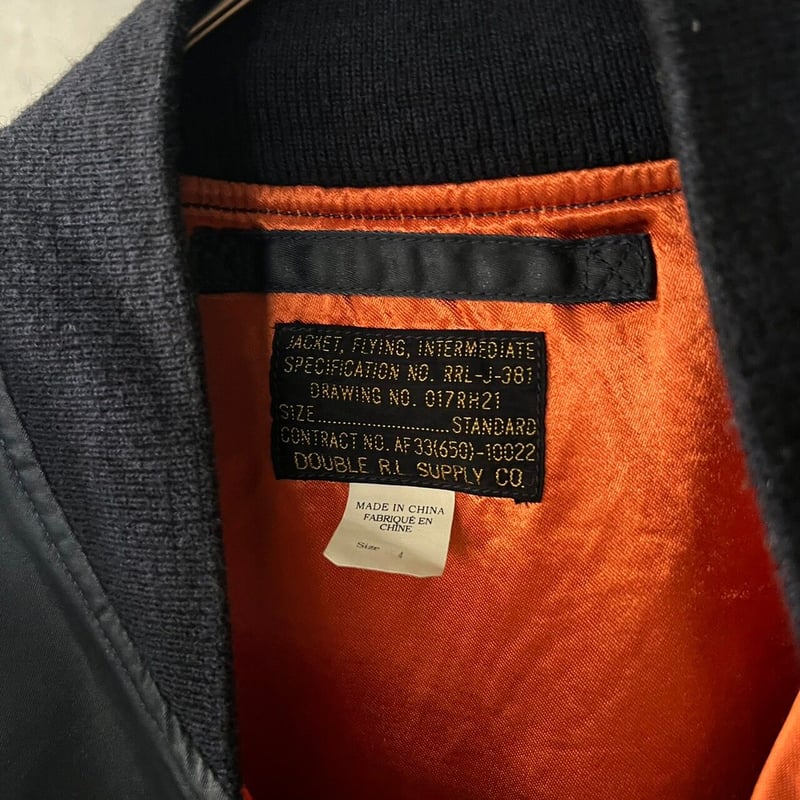 JACKET, FLYING, INTERMEDIATE
SPECIFICATION NO. RRL-J-381
DRAWING NO. 017RH21
SIZE..............................STANDARD
CONTRACT NO. AF33(650)-10022
DOUBLE R.L SUPPLY CO.
MADE IN CHINA
FABRIQUÉ EN
CHINE
Size 4